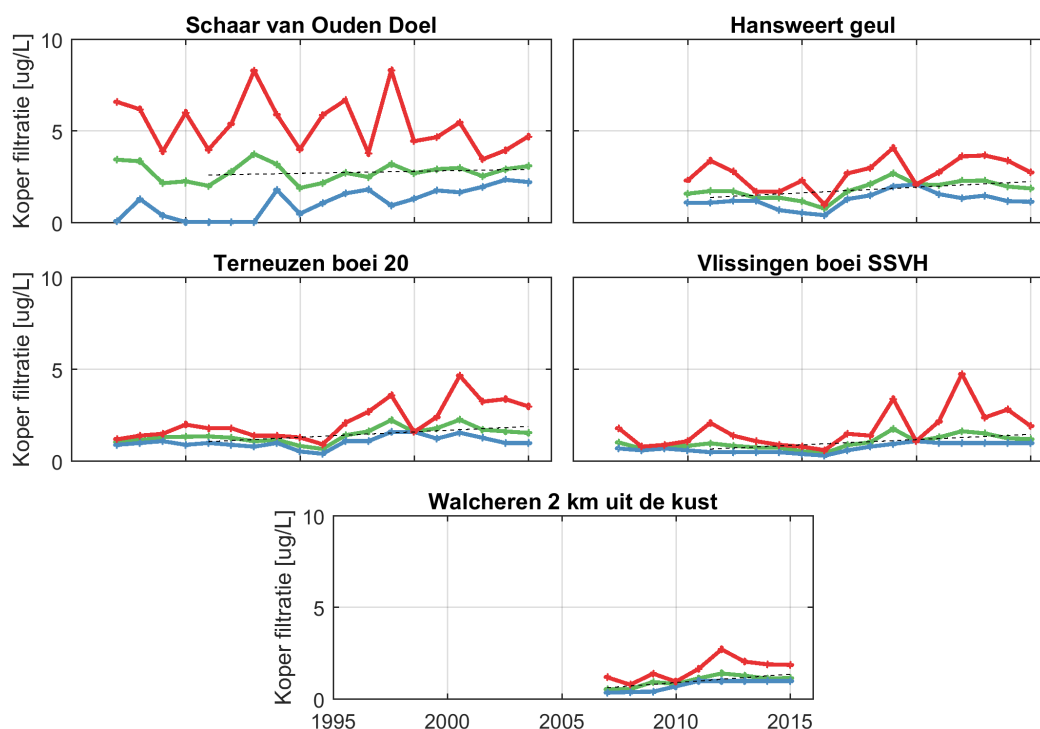 Schaar van Ouden Doel
Hansweert geul
Koper filtratie [ug/L]
10
5
0
Terneuzen boei 20
Vlissingen boei SSVH
Koper filtratie [ug/L]
10
5
0
Walcheren 2 km uit de kust
Koper filtratie [ug/L]
10
5
0
1995 2000 2005 2010 2015